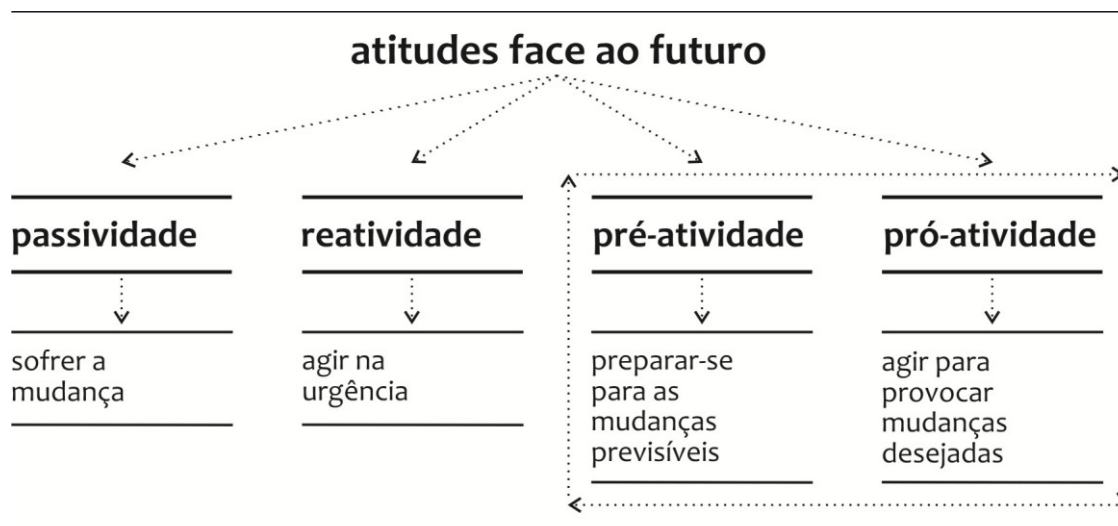 atitudes face ao futuro
passividade
reatividade
pré-atividade
pró-atividade
sofrer a
mudança
agir na
urgência
preparar-se
para as
mudanças
previsíveis
agir para
provocar
mudanças
desejadas